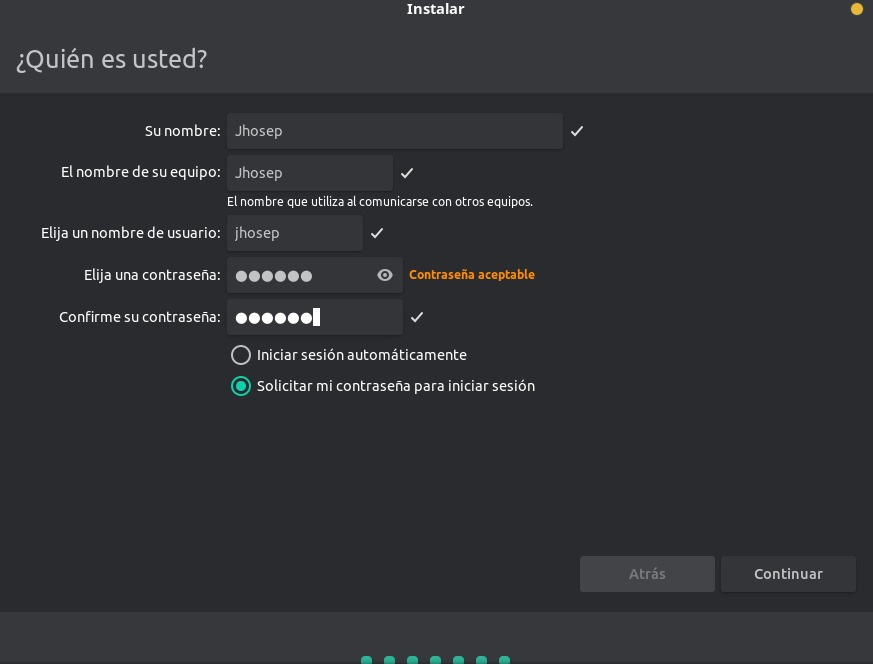 Instalar
¿Quién es usted?
Su nombre: Jhosep
El nombre de su equipo: Jhosep
El nombre que utiliza al comunicarse con otros equipos.
Elija un nombre de usuario: jhosep
Elija una contraseña: ●●●●●● Contraseña aceptable
Confirme su contraseña: ●●●●●●
Iniciar sesión automáticamente
Solicitar mi contraseña para iniciar sesión
Atrás Continuar